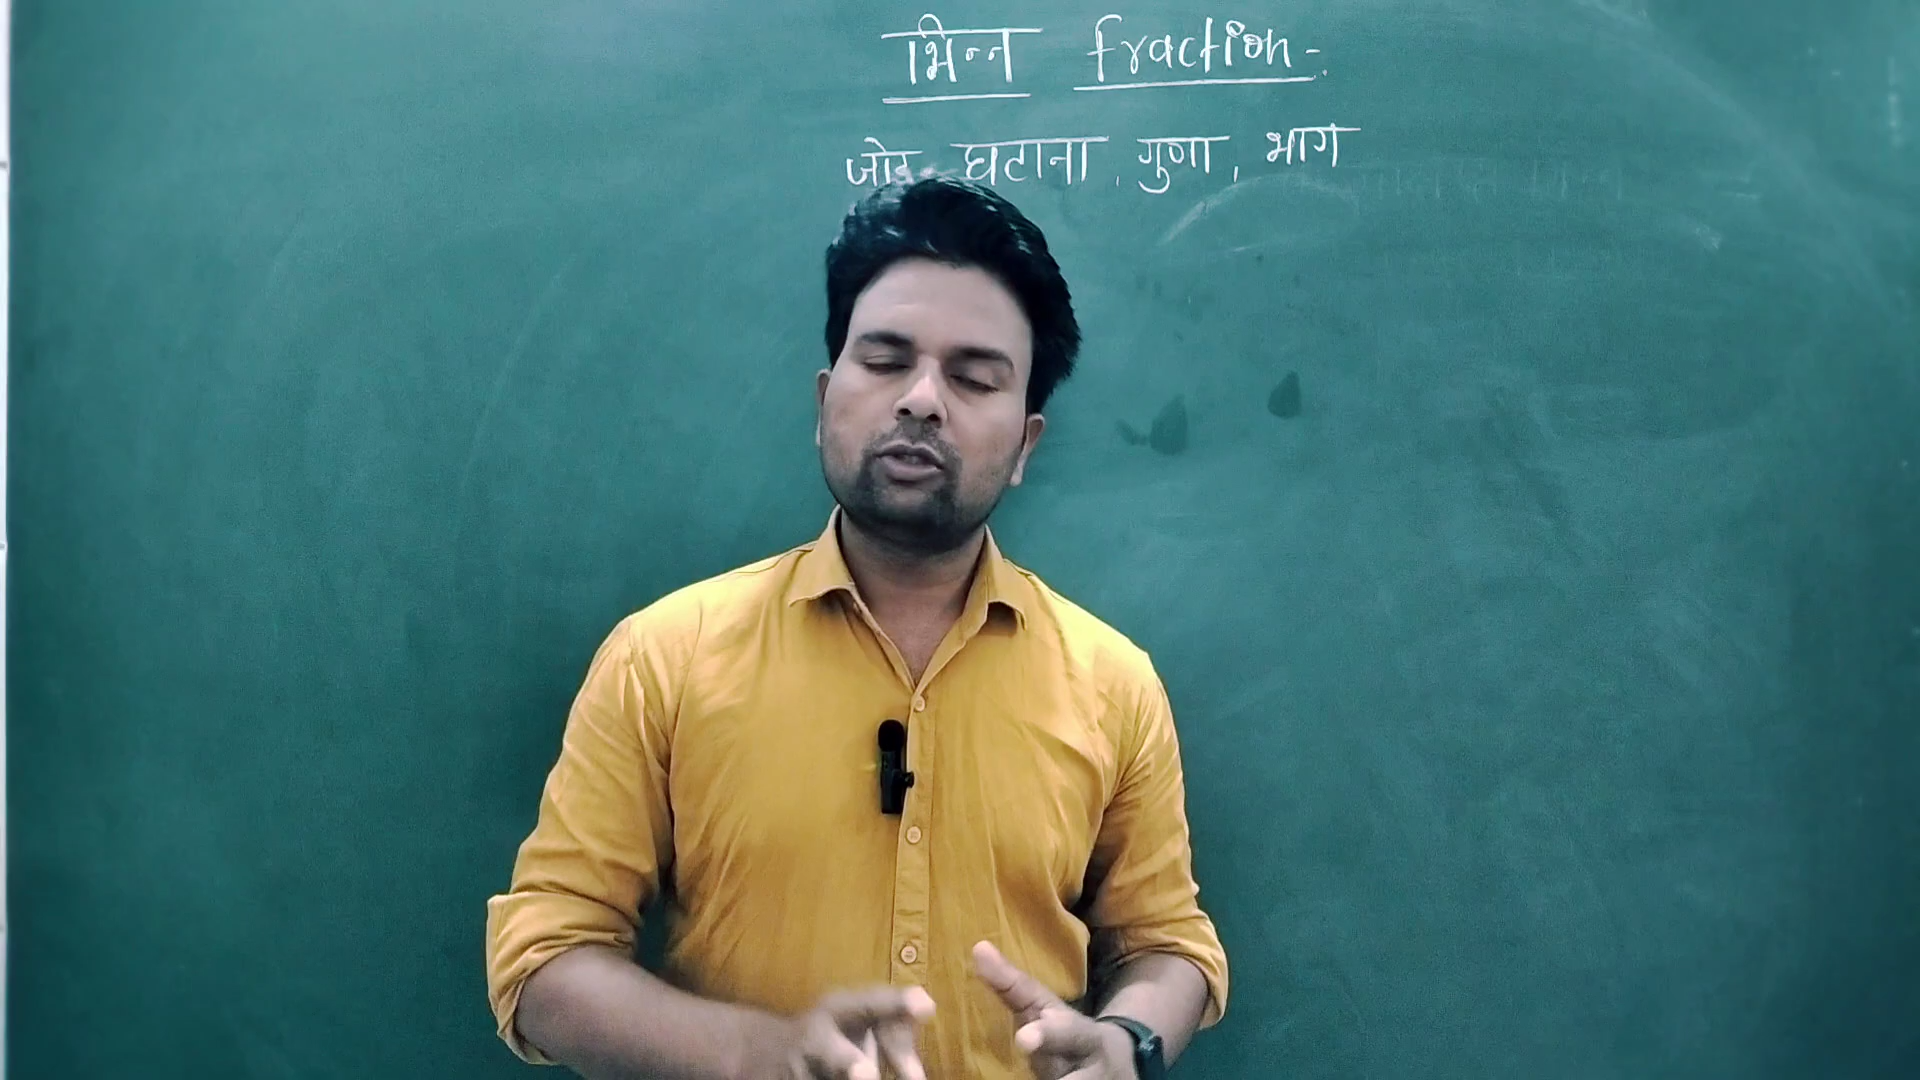 भिन्न fraction -
जोड़, घटाना, गुणा, भाग